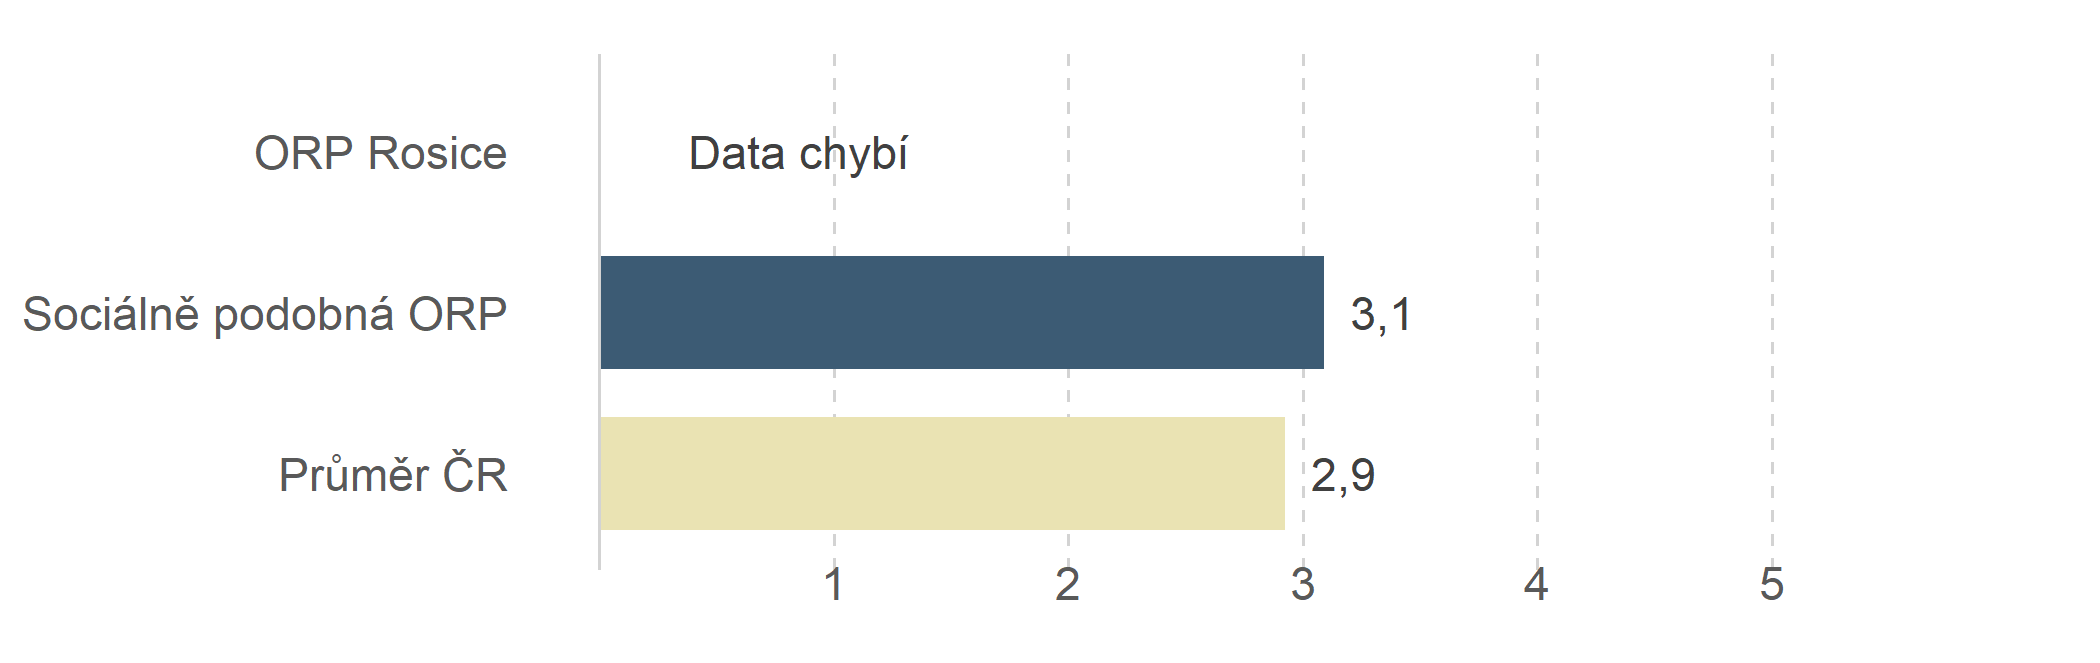 ORP Rosice Data chybí
Sociálně podobná ORP 3,1
Průměr ČR 2,9
1 2 3 4 5